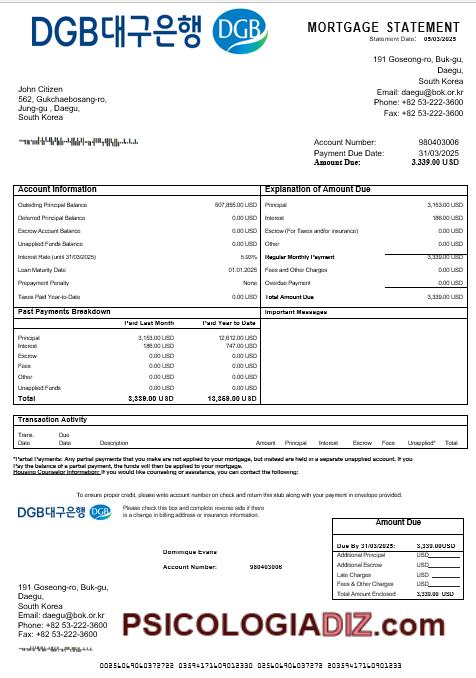 DGB대구은행 DGB
MORTGAGE STATEMENT
Statement Date: 05/03/2025
191 Goseong-ro, Buk-gu,
Daegu,
South Korea
Email: daegu@bok.or.kr
Phone: +82 53-222-3600
Fax: +82 53-222-3600
John Citizen
562, Gukchaebosang-ro,
Jung-gu , Daegu,
South Korea
Account Number: 980403006
Payment Due Date: 31/03/2025
Amount Due: 3,339.00 USD
Account Information
Outsiding Principal Balance 507,855.00 USD
Deferred Principal Balance 0.00 USD
Escrow Account Balance 0.00 USD
Unapplied Funds Balance 0.00 USD
Interest Rate (until 31/03/2025) 5.93%
Loan Maturity Date 01.01.2025
Prepayment Penalty None
Taxes Paid Year-to-Date 0.00 USD
Explanation of Amount Due
Principal 3,153.00 USD
Interest 186.00 USD
Escrow (For Taxes and/or insurance) 0.00 USD
Other 0.00 USD
Regular Monthly Payment 3,339.00 USD
Fees and Other Charges 0.00 USD
Overdue Payment 0.00 USD
Total Amount Due 3,339.00 USD
Past Payments Breakdown
Paid Last Month Paid Year to Date
Principal 3,153.00 USD 12,612.00 USD
Interest 186.00 USD 747.00 USD
Escrow 0.00 USD 0.00 USD
Fees 0.00 USD 0.00 USD
Other 0.00 USD 0.00 USD
Unapplied Funds 0.00 USD 0.00 USD
Total 3,339.00 USD 13,359.00 USD
Important Messages
Transaction Activity
Trans. Date Due Date Description Amount Principal Interest Escrow Fees Unapplied* Total
*Partial Payments: Any partial payments that you make are not applied to your mortgage, but instead are held in a separate unapplied account. If you
Pay the balance of a partial payment, the funds will then be applied to your mortgage.
Housing Counselor Information: If you would like counseling or assistance, you can contact the following:
To ensure proper credit, please write account number on check and return this stub along with your payment in envelope provided.
DGB대구은행 DGB
Please check this box and complete reverse side if there
is a change in billing address or insurance information.
Dominique Evans
Account Number: 980403006
Amount Due
Due By 31/03/2025: 3,339.00USD
Additional Principal USD
Additional Escrow USD
Late Charges USD
Fees & Other Charges USD
Total Amount Enclosed 3,339.00 USD
191 Goseong-ro, Buk-gu,
Daegu,
South Korea
Email: daegu@bok.or.kr
Phone: +82 53-222-3600
Fax: +82 53-222-3600
PSICOLOGIADIZ.com